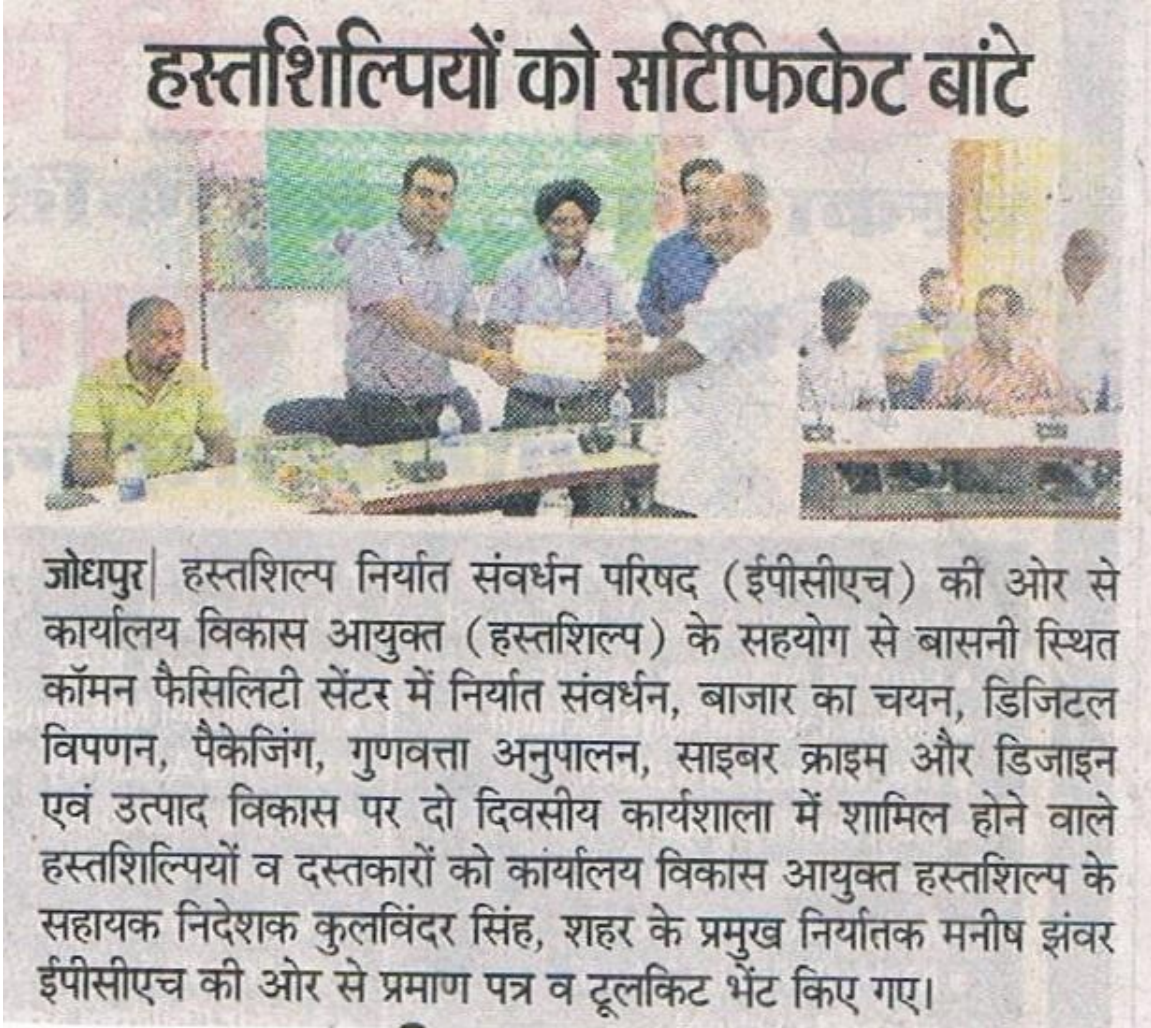 हस्तशिल्पियों को सर्टिफिकेट बांटे
जोधपुर| हस्तशिल्प निर्यात संवर्धन परिषद (ईपीसीएच) की ओर से
कार्यालय विकास आयुक्त (हस्तशिल्प) के सहयोग से बासनी स्थित
कॉमन फैसिलिटी सेंटर में निर्यात संवर्धन, बाजार का चयन, डिजिटल
विपणन, पैकेजिंग, गुणवत्ता अनुपालन, साइबर क्राइम और डिजाइन
एवं उत्पाद विकास पर दो दिवसीय कार्यशाला में शामिल होने वाले
हस्तशिल्पियों व दस्तकारों को कार्यालय विकास आयुक्त हस्तशिल्प के
सहायक निदेशक कुलविंदर सिंह, शहर के प्रमुख निर्यातक मनीष झंवर
ईपीसीएच की ओर से प्रमाण पत्र व टूलकिट भेंट किए गए।